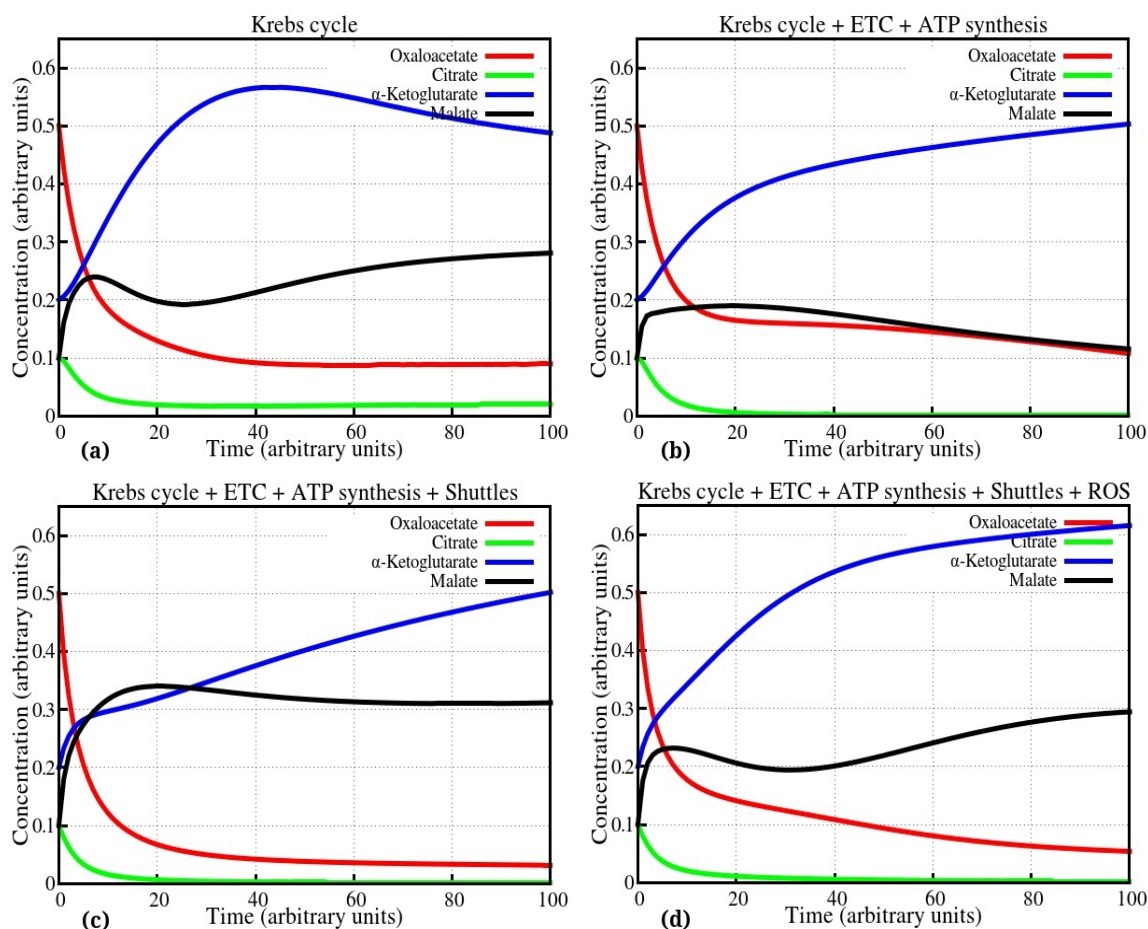 Krebs cycle
Oxaloacetate
Citrate
α-Ketoglutarate
Malate
Concentration (arbitrary units)
0.6
0.5
0.4
0.3
0.2
0.1
0
0 20 40 60 80 100
(a) Time (arbitrary units)
Krebs cycle + ETC + ATP synthesis
Oxaloacetate
Citrate
α-Ketoglutarate
Malate
Concentration (arbitrary units)
0.6
0.5
0.4
0.3
0.2
0.1
0
0 20 40 60 80 100
(b) Time (arbitrary units)
Krebs cycle + ETC + ATP synthesis + Shuttles
Oxaloacetate
Citrate
α-Ketoglutarate
Malate
Concentration (arbitrary units)
0.6
0.5
0.4
0.3
0.2
0.1
0
0 20 40 60 80 100
(c) Time (arbitrary units)
Krebs cycle + ETC + ATP synthesis + Shuttles + ROS
Oxaloacetate
Citrate
α-Ketoglutarate
Malate
Concentration (arbitrary units)
0.6
0.5
0.4
0.3
0.2
0.1
0
0 20 40 60 80 100
(d) Time (arbitrary units)